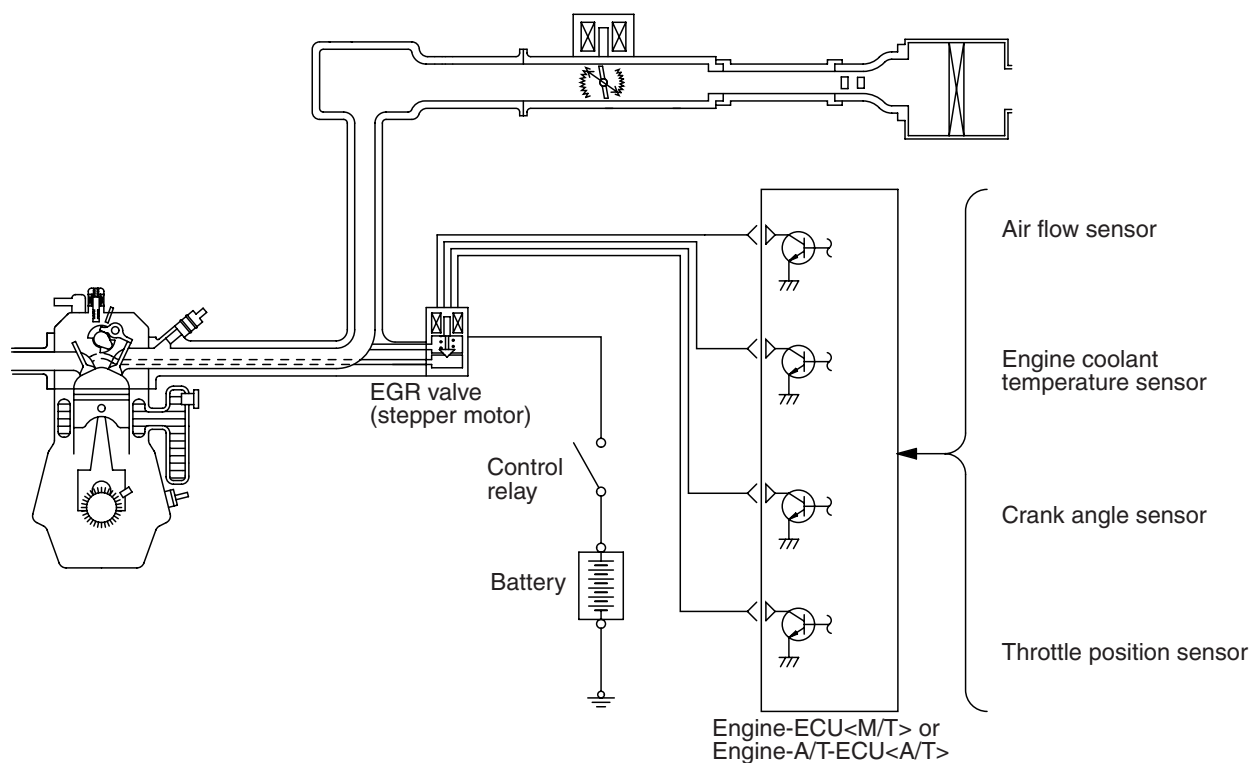 Air flow sensor
Engine coolant
temperature sensor
EGR valve
(stepper motor)
Control
relay
Crank angle sensor
Battery
Throttle position sensor
Engine-ECU<M/T> or
Engine-A/T-ECU<A/T>